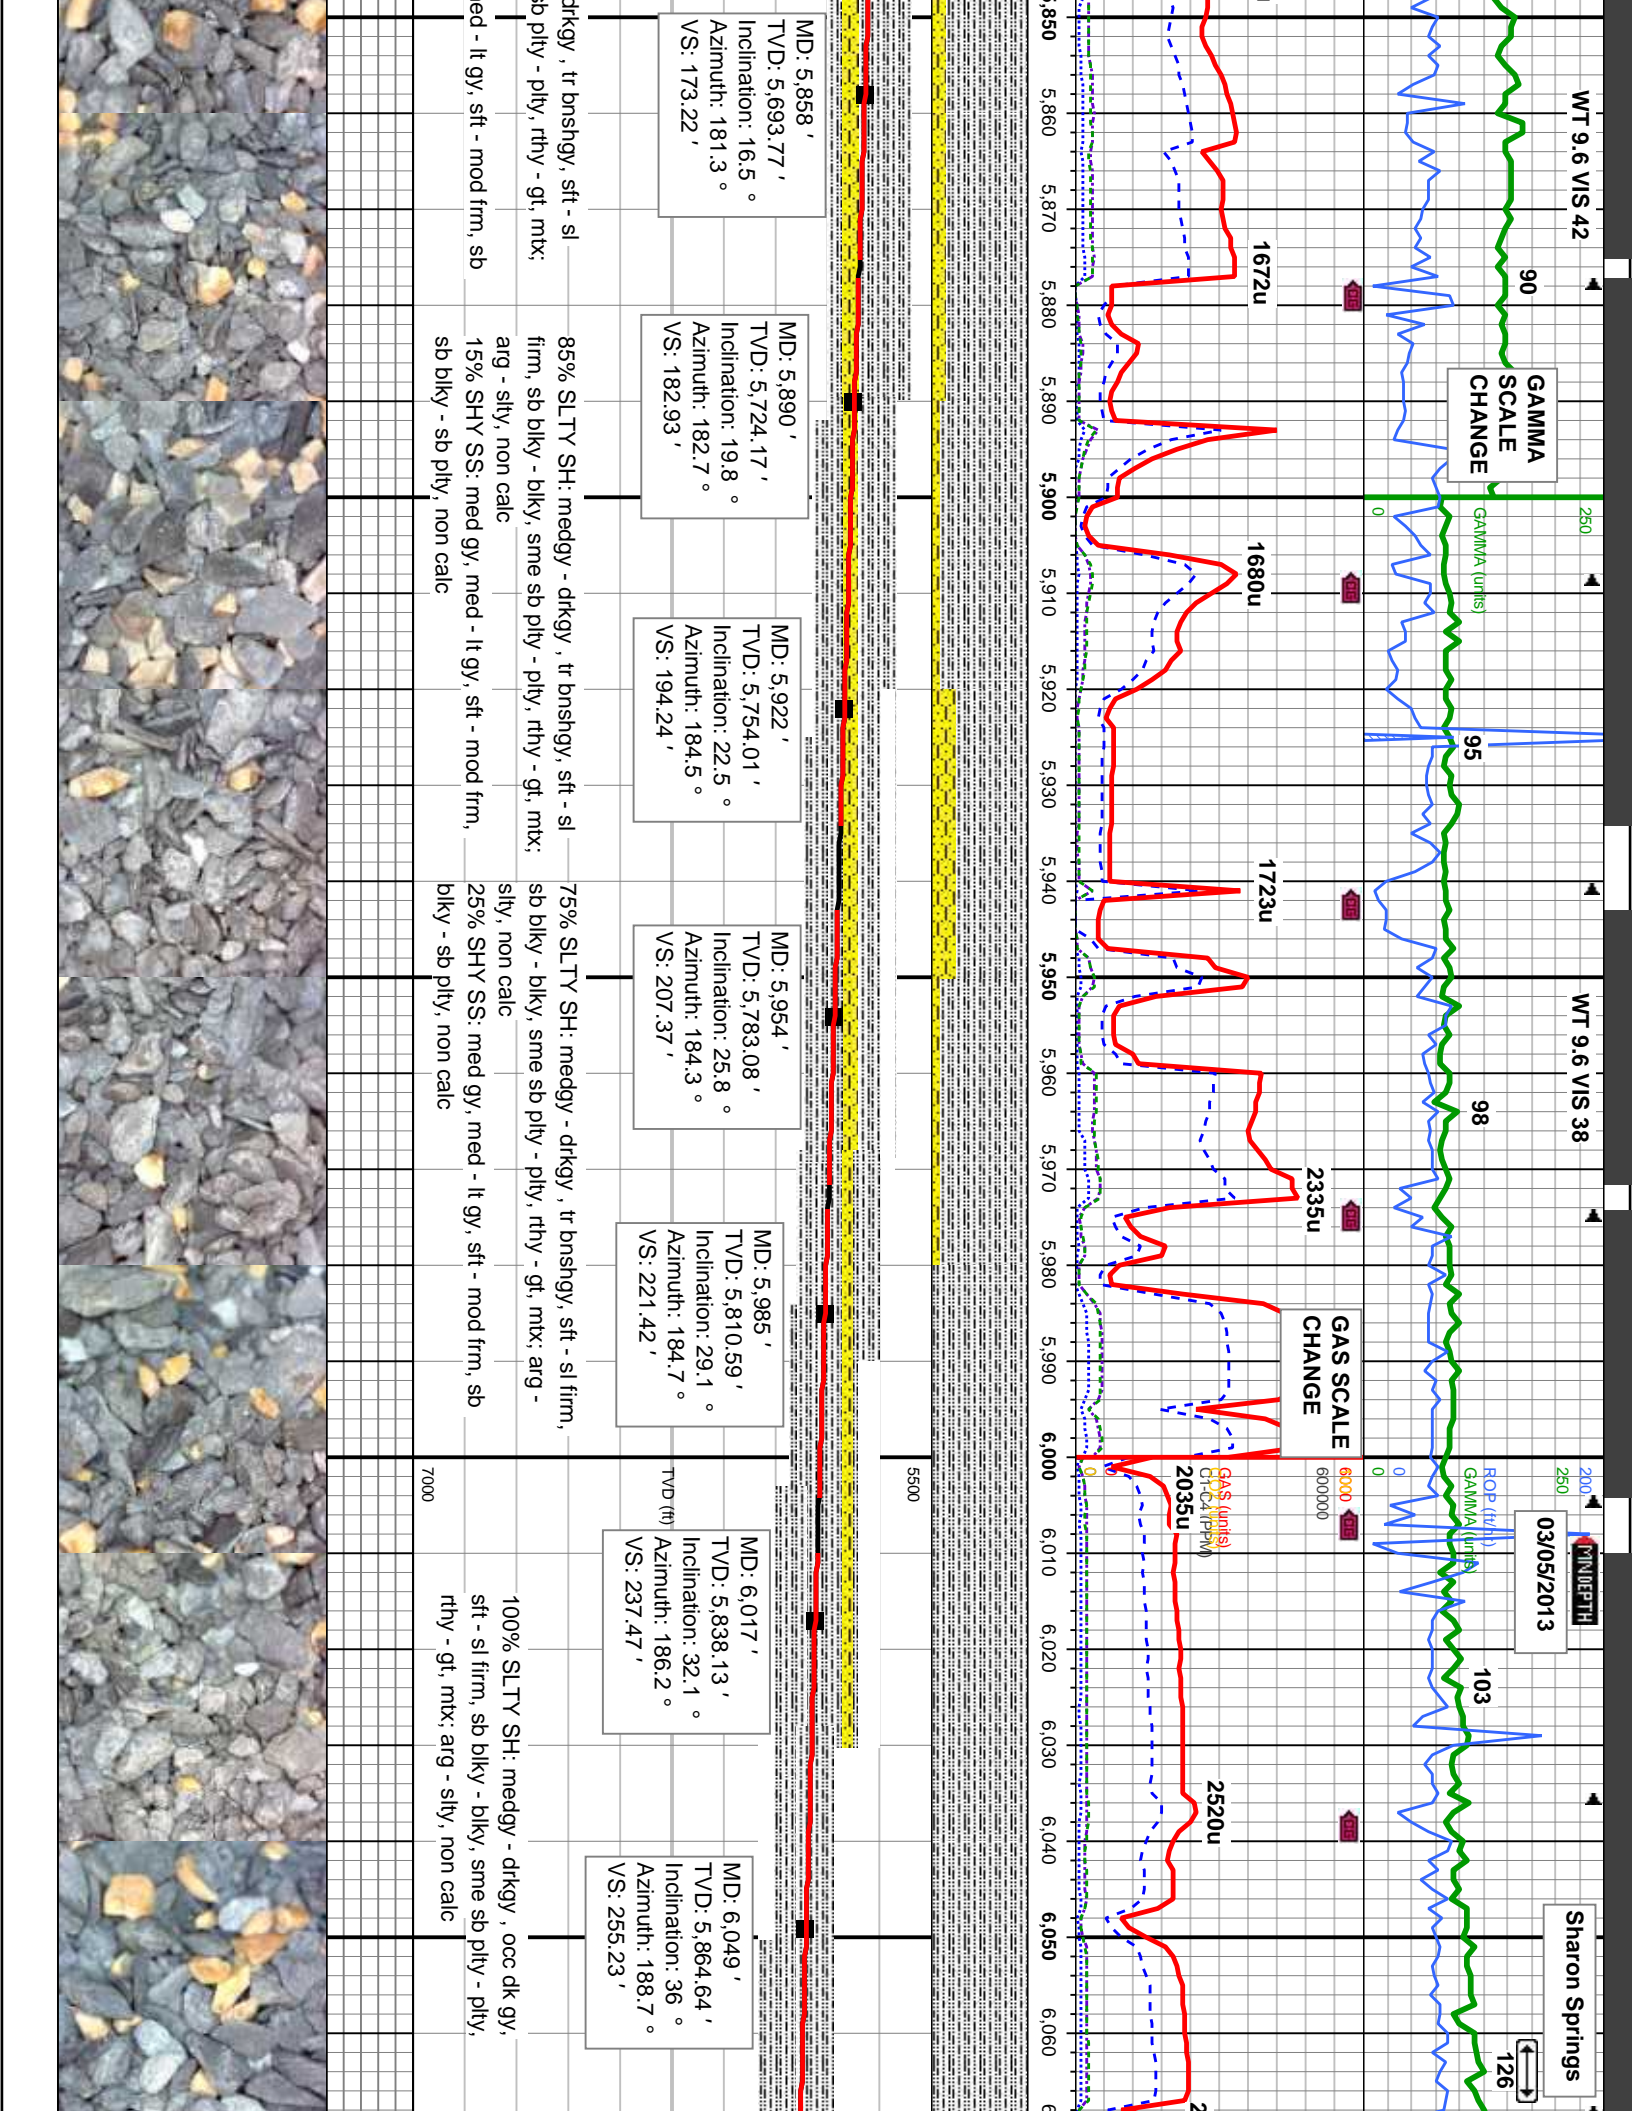 WT 9.6 VIS 42
WT 9.6 VIS 38
Sharon Springs
90
GAMMA
SCALE
CHANGE
250
GAMMA (units)
0
95
98
200
250
ROP (ft/hr)
GAMMA (units)
0
0
MNDEPTH
03/05/2013
103
126
1672u
1680u
1723u
2335u
GAS SCALE
CHANGE
6000
600000
GAS (units)
C1-C4 (PPM)
0
2035u
2520u
2
5,850
5,860
5,870
5,880
5,890
5,900
5,910
5,920
5,930
5,940
5,950
5,960
5,970
5,980
5,990
6,000
6,010
6,020
6,030
6,040
6,050
6,060
5500
TVD (ft)
7000
MD: 5,858 '
TVD: 5,693.77 '
Inclination: 16.5 °
Azimuth: 181.3 °
VS: 173.22 '
MD: 5,890 '
TVD: 5,724.17 '
Inclination: 19.8 °
Azimuth: 182.7 °
VS: 182.93 '
MD: 5,922 '
TVD: 5,754.01 '
Inclination: 22.5 °
Azimuth: 184.5 °
VS: 194.24 '
MD: 5,954 '
TVD: 5,783.08 '
Inclination: 25.8 °
Azimuth: 184.3 °
VS: 207.37 '
MD: 5,985 '
TVD: 5,810.59 '
Inclination: 29.1 °
Azimuth: 184.7 °
VS: 221.42 '
MD: 6,017 '
TVD: 5,838.13 '
Inclination: 32.1 °
Azimuth: 186.2 °
VS: 237.47 '
MD: 6,049 '
TVD: 5,864.64 '
Inclination: 36 °
Azimuth: 188.7 °
VS: 255.23 '
drkgy , tr bnshgy, sft - sl
sb plty - plty, rthy - gt, mtx;
ed - lt gy, sft - mod frm, sb
85% SLTY SH: medgy - drkgy , tr bnshgy, sft - sl
firm, sb blky - blky, sme sb plty - plty, rthy - gt, mtx;
arg - slty, non calc
15% SHY SS: med gy, med - lt gy, sft - mod frm,
sb blky - sb plty, non calc
75% SLTY SH: medgy - drkgy , tr bnshgy, sft - sl firm,
sb blky - blky, sme sb plty - plty, rthy - gt, mtx; arg -
slty, non calc
25% SHY SS: med gy, med - lt gy, sft - mod frm, sb
blky - sb plty, non calc
100% SLTY SH: medgy - drkgy , occ dk gy,
sft - sl firm, sb blky - blky, sme sb plty - plty,
rthy - gt, mtx; arg - slty, non calc